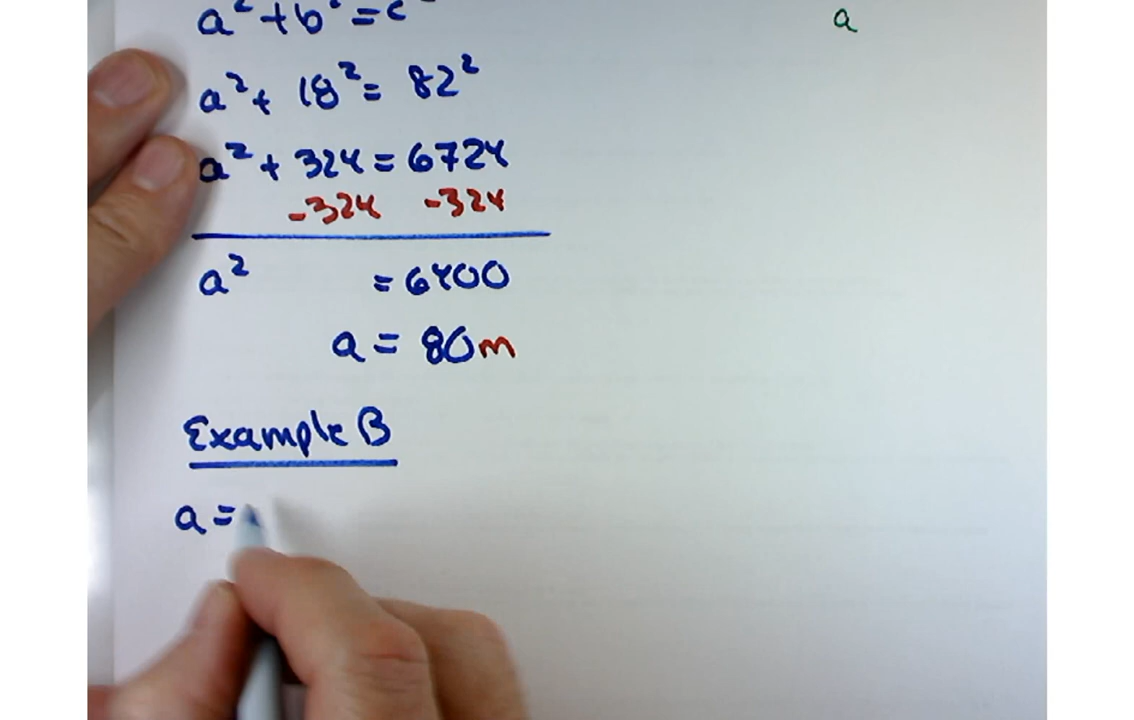 a²+b²=c²
a
a²+ 18²= 82²
a²+ 324=6724
-324 -324
a² =6400
a= 80m
Example B
a=